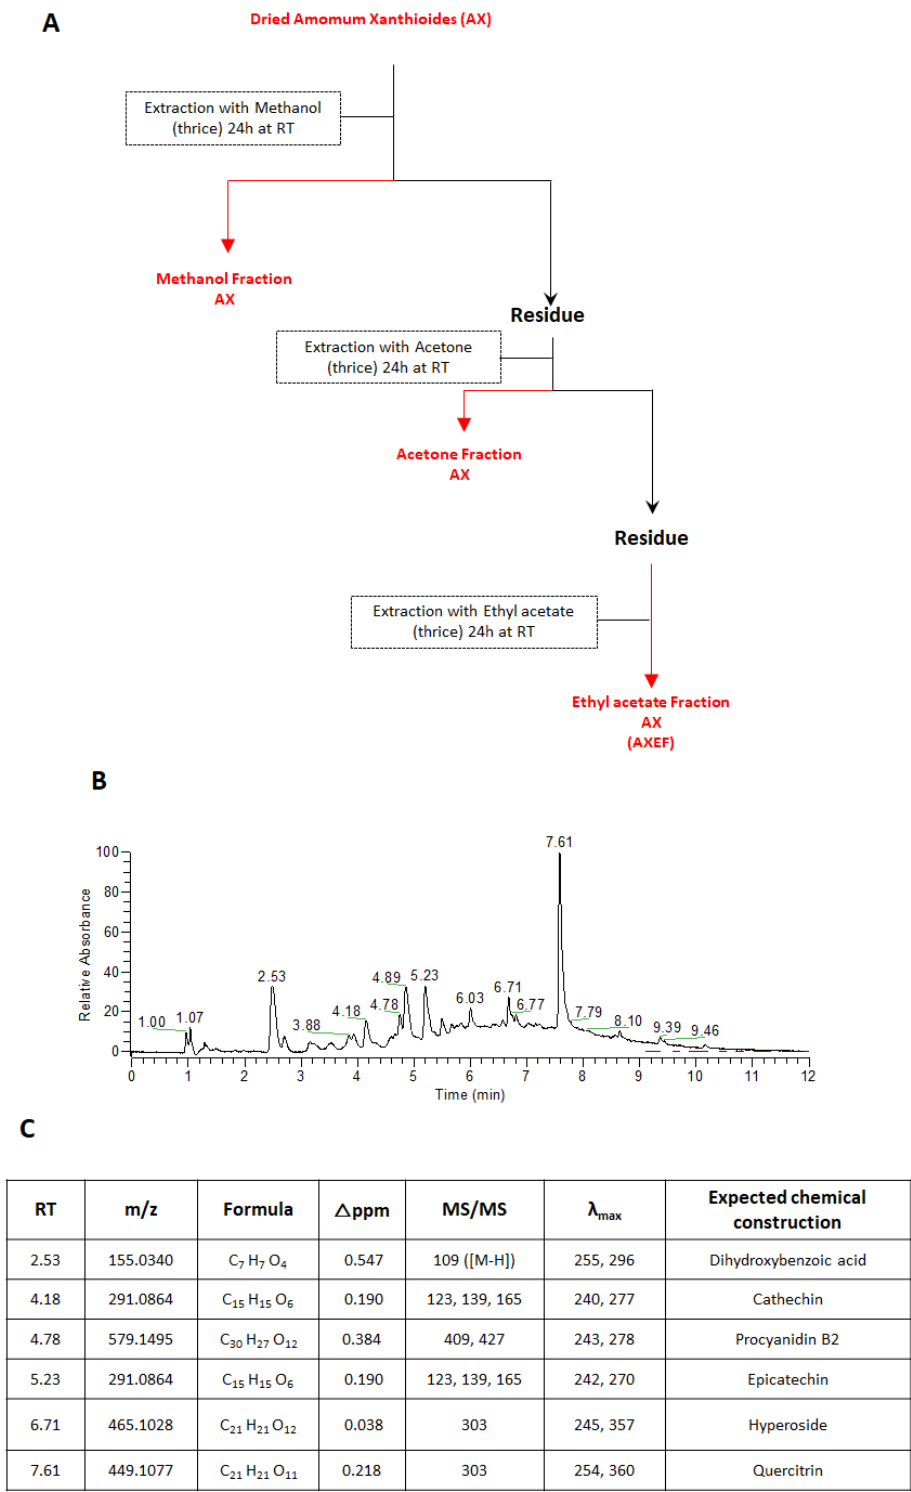 A
Dried Amomum Xanthioides (AX)
Extraction with Methanol
(thrice) 24h at RT
Methanol Fraction
AX
Residue
Extraction with Acetone
(thrice) 24h at RT
Acetone Fraction
AX
Residue
Extraction with Ethyl acetate
(thrice) 24h at RT
Ethyl acetate Fraction
AX
(AXEF)
B
Relative Absorbance
100
80
60
40
20
0
1.00
1.07
2.53
3.88
4.18
4.78
4.89
5.23
6.03
6.71
6.77
7.61
7.79
8.10
9.39
9.46
0 1 2 3 4 5 6 7 8 9 10 11 12
Time (min)
C
RT m/z Formula △ppm MS/MS λmax Expected chemical construction
2.53 155.0340 C7 H7 O4 0.547 109 ([M-H]) 255, 296 Dihydroxybenzoic acid
4.18 291.0864 C15 H15 O6 0.190 123, 139, 165 240, 277 Cathechin
4.78 579.1495 C30 H27 O12 0.384 409, 427 243, 278 Procyanidin B2
5.23 291.0864 C15 H15 O6 0.190 123, 139, 165 242, 270 Epicatechin
6.71 465.1028 C21 H21 O12 0.038 303 245, 357 Hyperoside
7.61 449.1077 C21 H21 O11 0.218 303 254, 360 Quercitrin